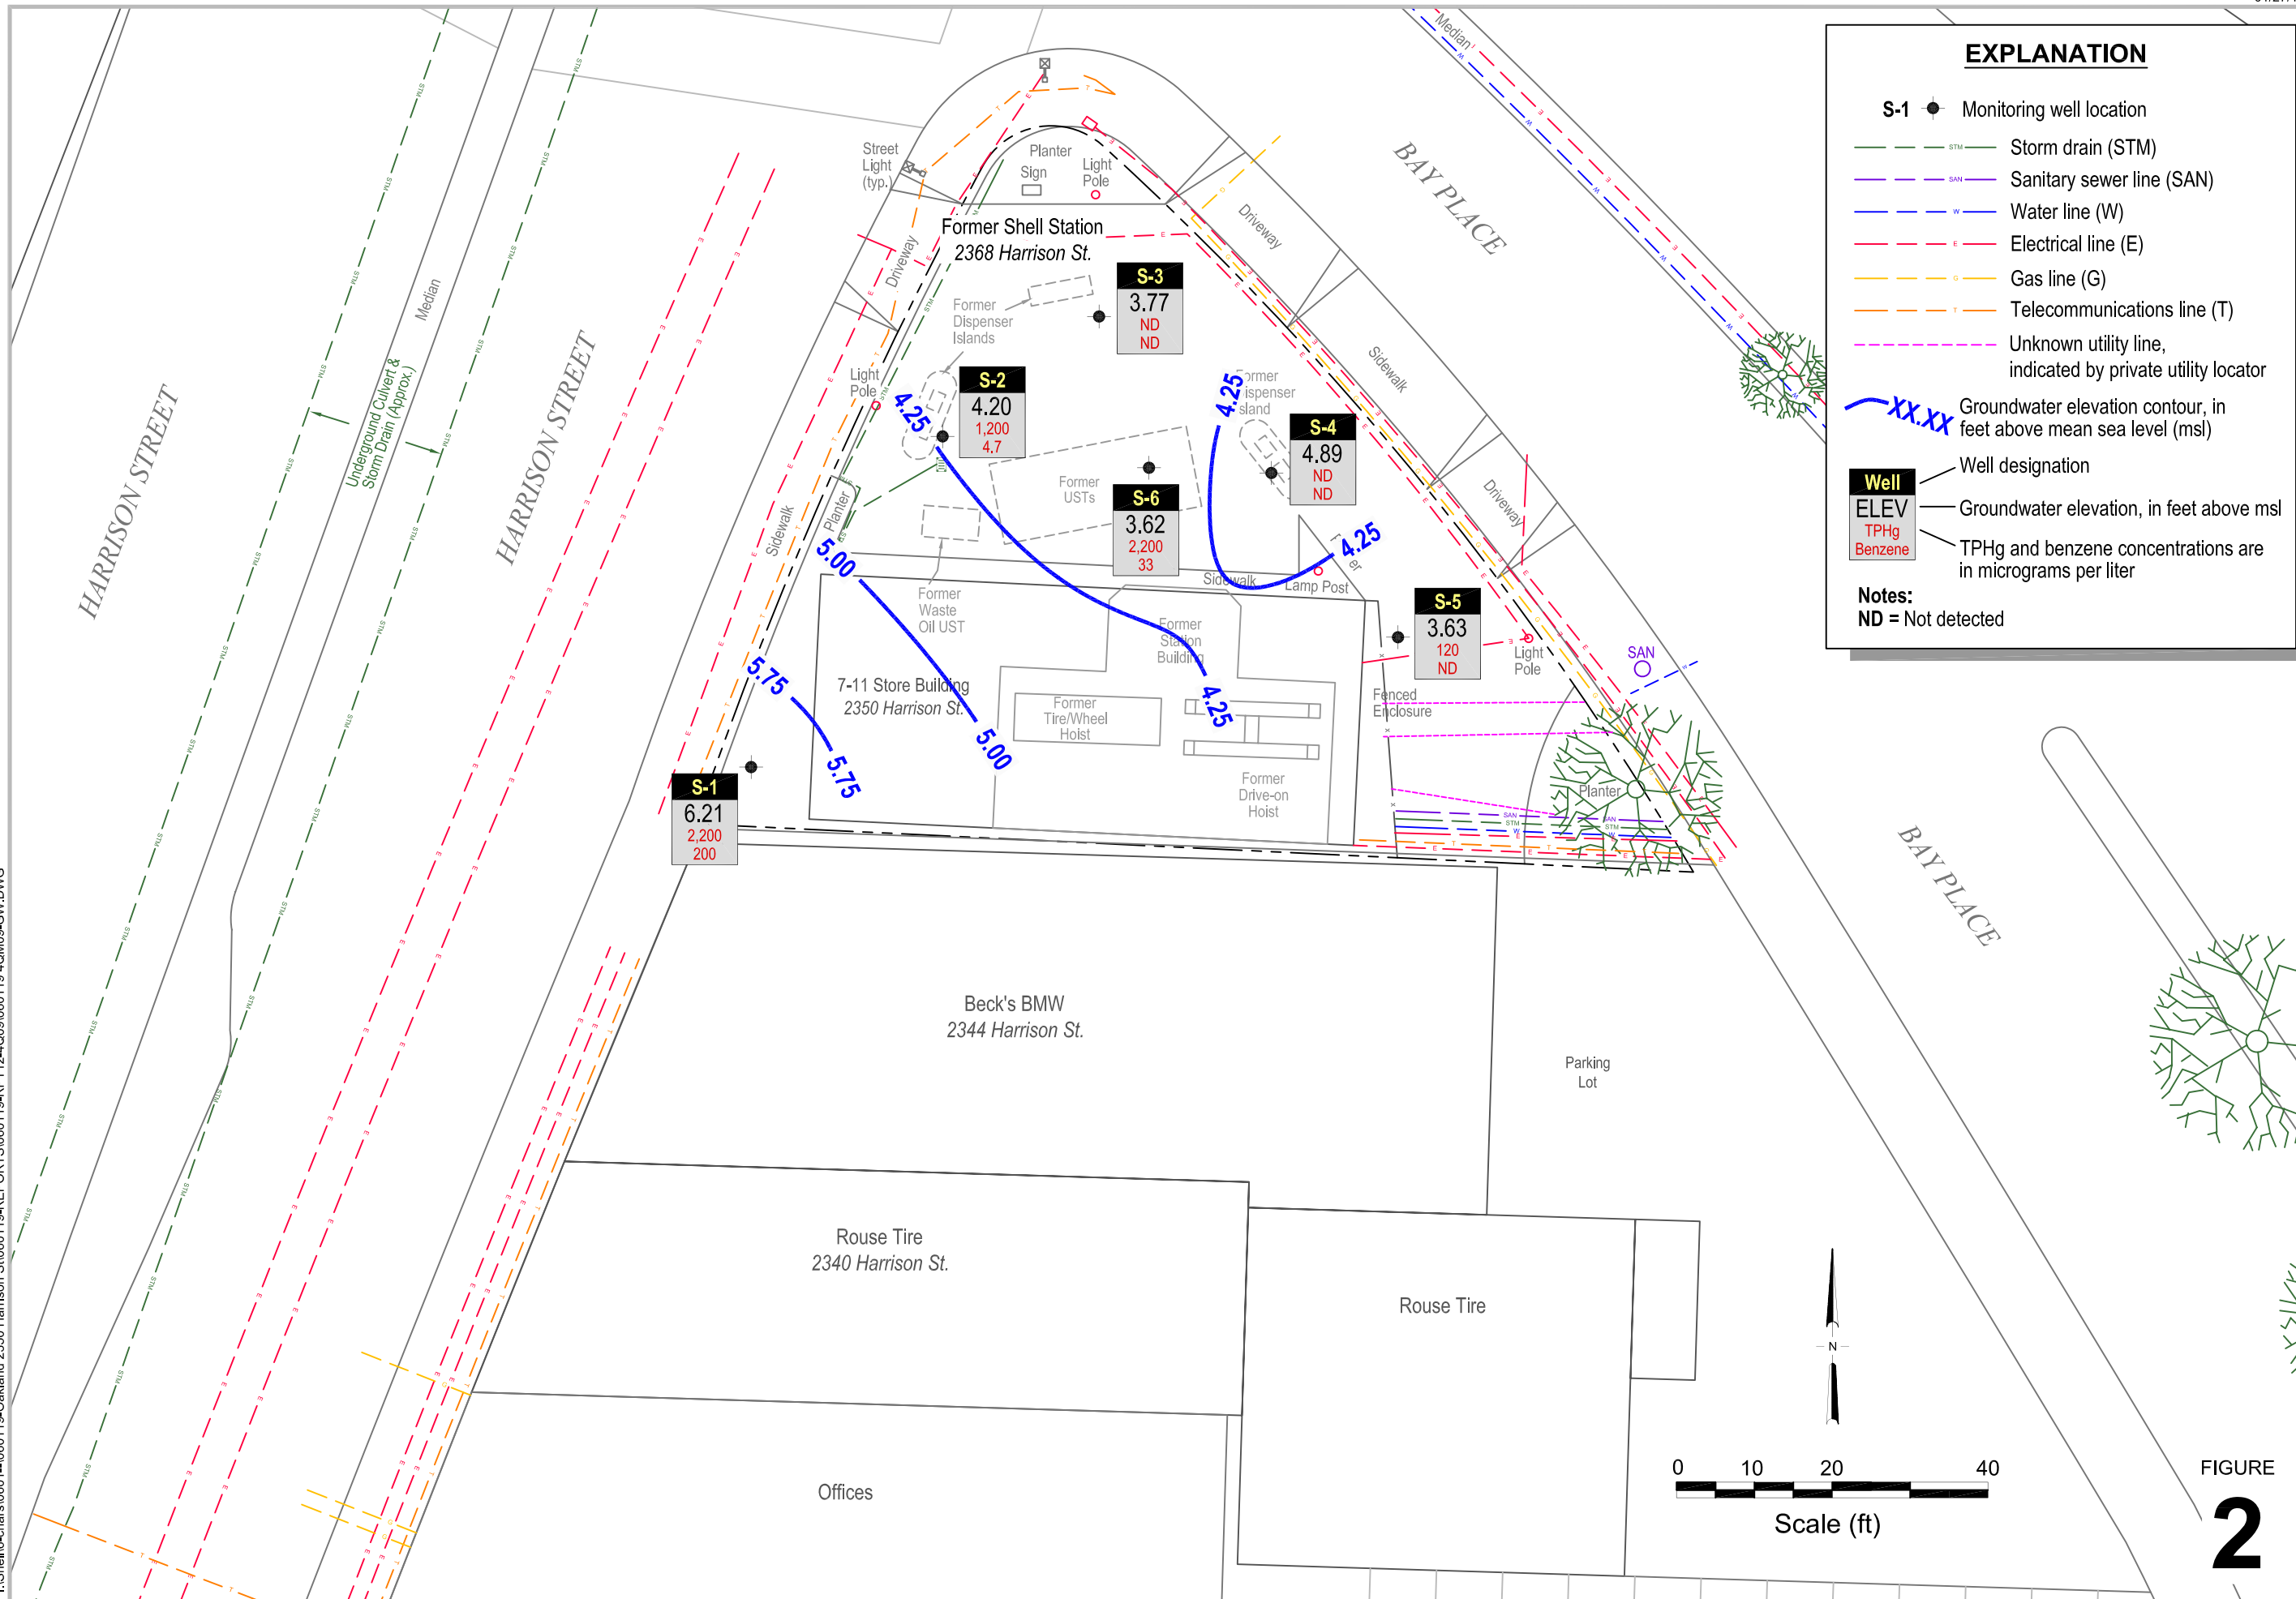 EXPLANATION
S-1 Monitoring well location
STM Storm drain (STM)
SAN Sanitary sewer line (SAN)
W Water line (W)
E Electrical line (E)
G Gas line (G)
T Telecommunications line (T)
Unknown utility line,
indicated by private utility locator
XX.XX
Groundwater elevation contour, in
feet above mean sea level (msl)
Well
ELEV
TPHg
Benzene
Well designation
Groundwater elevation, in feet above msl
TPHg and benzene concentrations are
in micrograms per liter
Notes:
ND = Not detected
HARRISON STREET
HARRISON STREET
Median
Underground Culvert &
Storm Drain (Approx.)
Median
BAY PLACE
BAY PLACE
Street
Light
(typ.)
Planter
Sign
Light
Pole
Driveway
Driveway
Former Shell Station
2368 Harrison St.
Former
Dispenser
Islands
S-3
3.77
ND
ND
Light
Pole
S-2
4.20
1,200
4.7
4.25
4.25
Sidewalk
S-4
4.89
ND
ND
Former
USTs
S-6
3.62
2,200
33
Driveway
Sidewalk
Planter
5.00
4.25
Sidewalk
Lamp Post
Former
Waste
Oil UST
Former
Station
Building
S-5
3.63
120
ND
Light
Pole
SAN
5.75
7-11 Store Building
2350 Harrison St.
4.25
Former
Tire/Wheel
Hoist
Fenced
Enclosure
5.00
5.75
Former
Drive-on
Hoist
Planter
S-1
6.21
2,200
200
SAN
STM
W
E
T
Beck's BMW
2344 Harrison St.
Parking
Lot
Rouse Tire
2340 Harrison St.
Rouse Tire
Offices
N
0 10 20 40
Scale (ft)
FIGURE
2